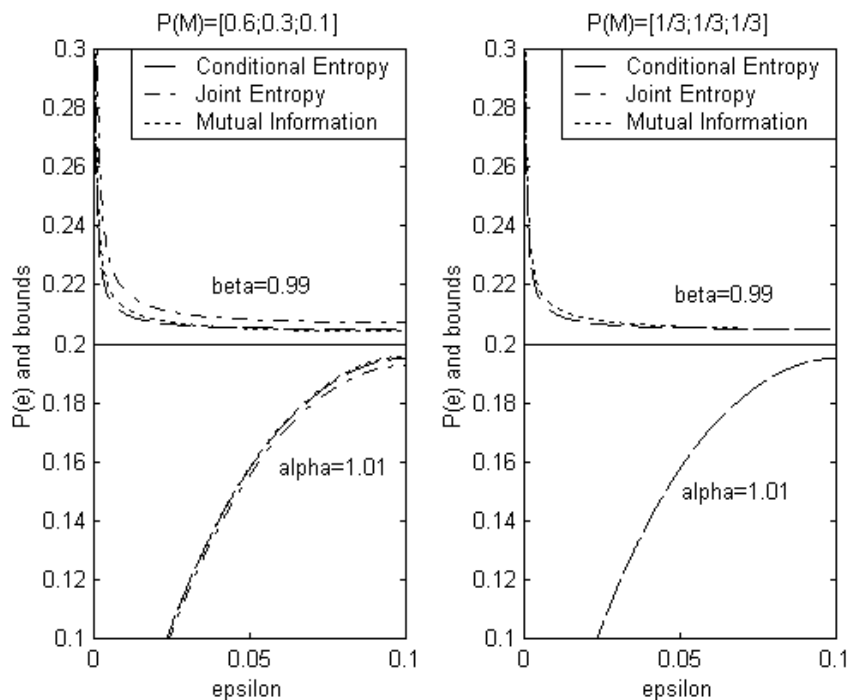 P(M)=[0.6;0.3;0.1]
0.3
0.28
0.26
0.24
0.22
0.2
0.18
0.16
0.14
0.12
0.1
P(e) and bounds
Conditional Entropy
Joint Entropy
Mutual Information
beta=0.99
alpha=1.01
0
0.05
0.1
epsilon
P(M)=[1/3;1/3;1/3]
0.3
0.28
0.26
0.24
0.22
0.2
0.18
0.16
0.14
0.12
0.1
P(e) and bounds
Conditional Entropy
Joint Entropy
Mutual Information
beta=0.99
alpha=1.01
0
0.05
0.1
epsilon